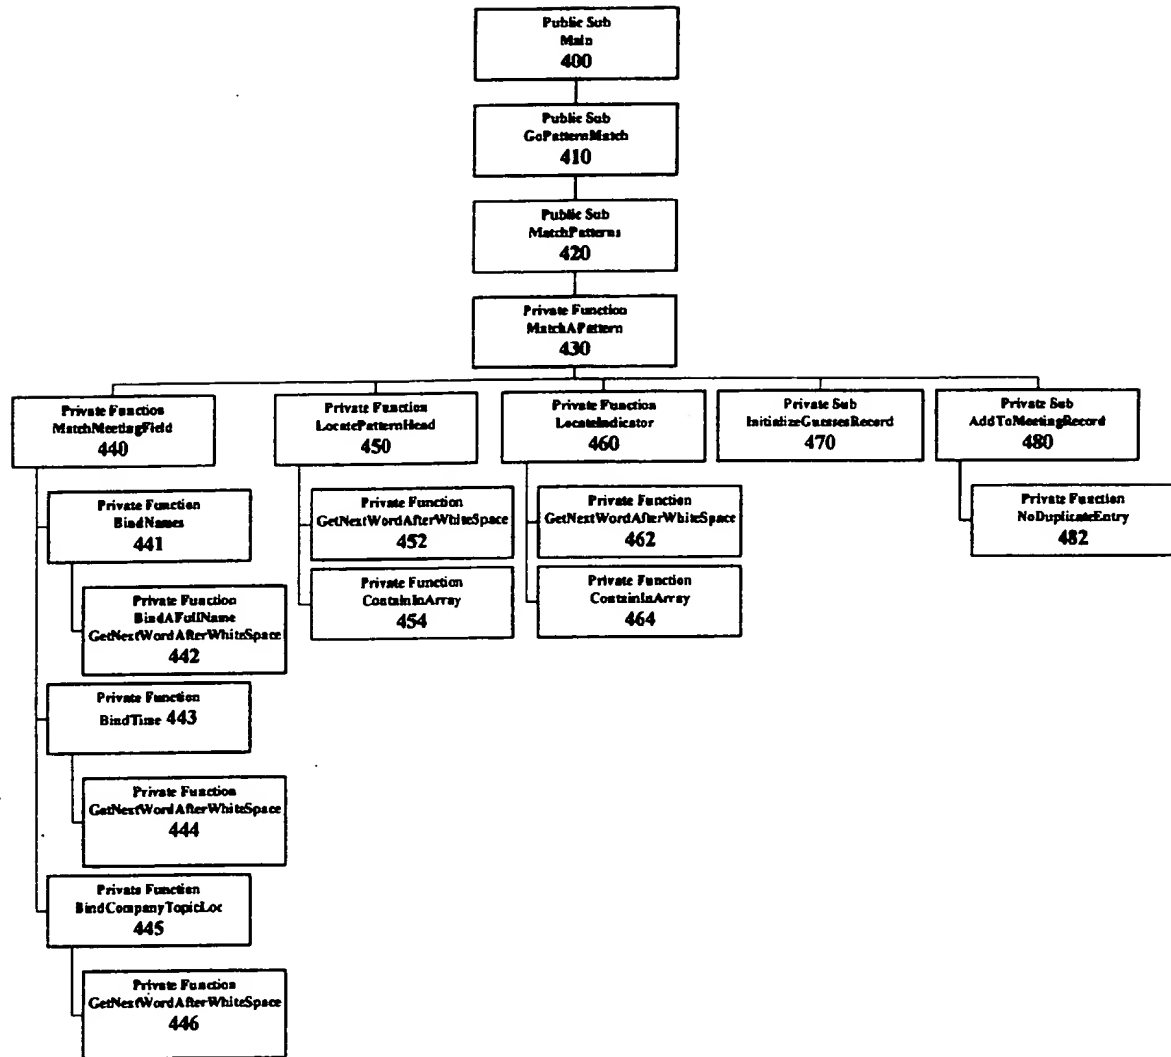 Public Sub
Main
400
Public Sub
GoPatternMatch
410
Public Sub
MatchPatterns
420
Private Function
MatchAPattern
430
Private Function
MatchMeetingField
440
Private Function
LocatePatternHead
450
Private Function
LocateIndicator
460
Private Sub
InitializeGuessesRecord
470
Private Sub
AddToMeetingRecord
480
Private Function
BindNames
441
Private Function
GetNextWordAfterWhiteSpace
452
Private Function
GetNextWordAfterWhiteSpace
462
Private Function
NoDuplicateEntry
482
Private Function
BindAFullName
GetNextWordAfterWhiteSpace
442
Private Function
ContainInArray
454
Private Function
ContainInArray
464
Private Function
BindTime 443
Private Function
GetNextWordAfterWhiteSpace
444
Private Function
BindCompanyTopicLoc
445
Private Function
GetNextWordAfterWhiteSpace
446